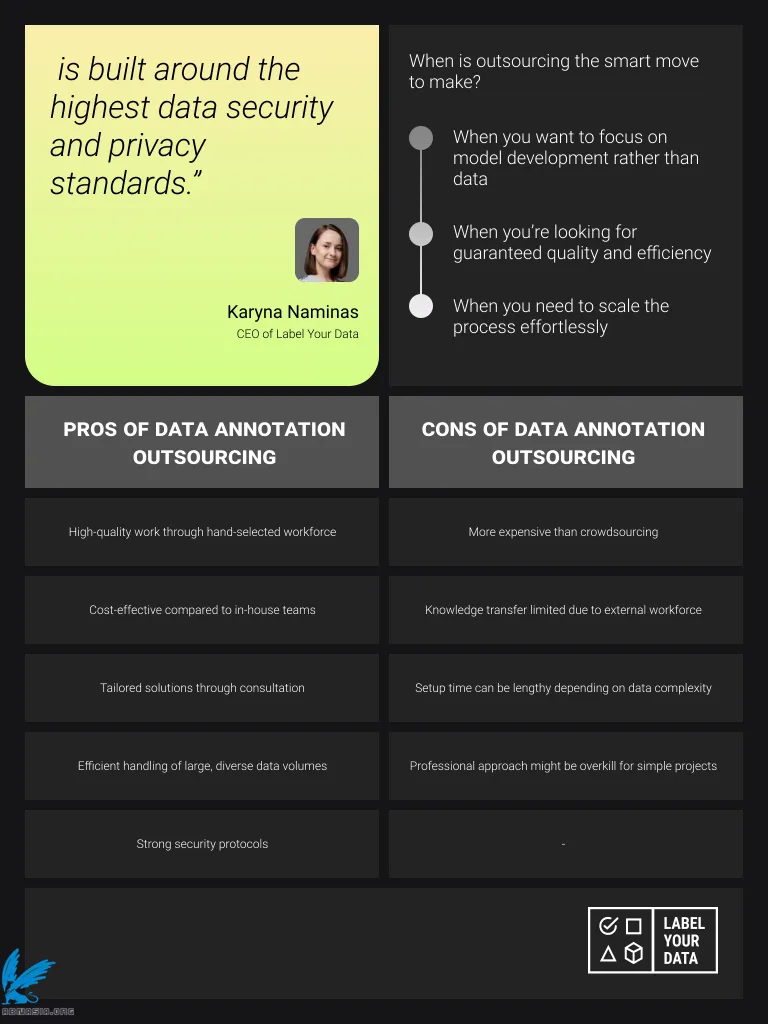 is built around the
highest data security
and privacy
standards.”
Karyna Naminas
CEO of Label Your Data
When is outsourcing the smart move
to make?
When you want to focus on
model development rather than
data
When you’re looking for
guaranteed quality and efficiency
When you need to scale the
process effortlessly
PROS OF DATA ANNOTATION
OUTSOURCING
CONS OF DATA ANNOTATION
OUTSOURCING
High-quality work through hand-selected workforce
More expensive than crowdsourcing
Cost-effective compared to in-house teams
Knowledge transfer limited due to external workforce
Tailored solutions through consultation
Setup time can be lengthy depending on data complexity
Efficient handling of large, diverse data volumes
Professional approach might be overkill for simple projects
Strong security protocols
-
LABEL
YOUR
DATA
ABNASIA.ORG